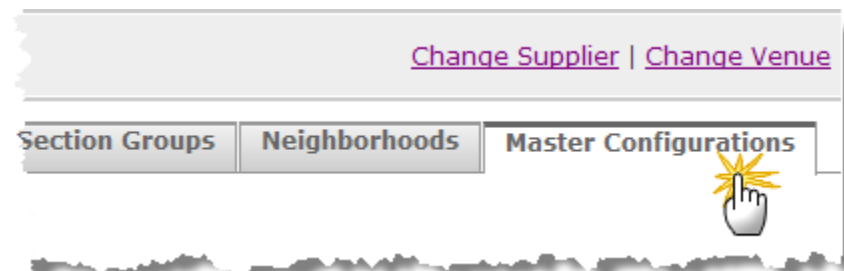 Change Supplier | Change Venue
Section Groups Neighborhoods Master Configurations